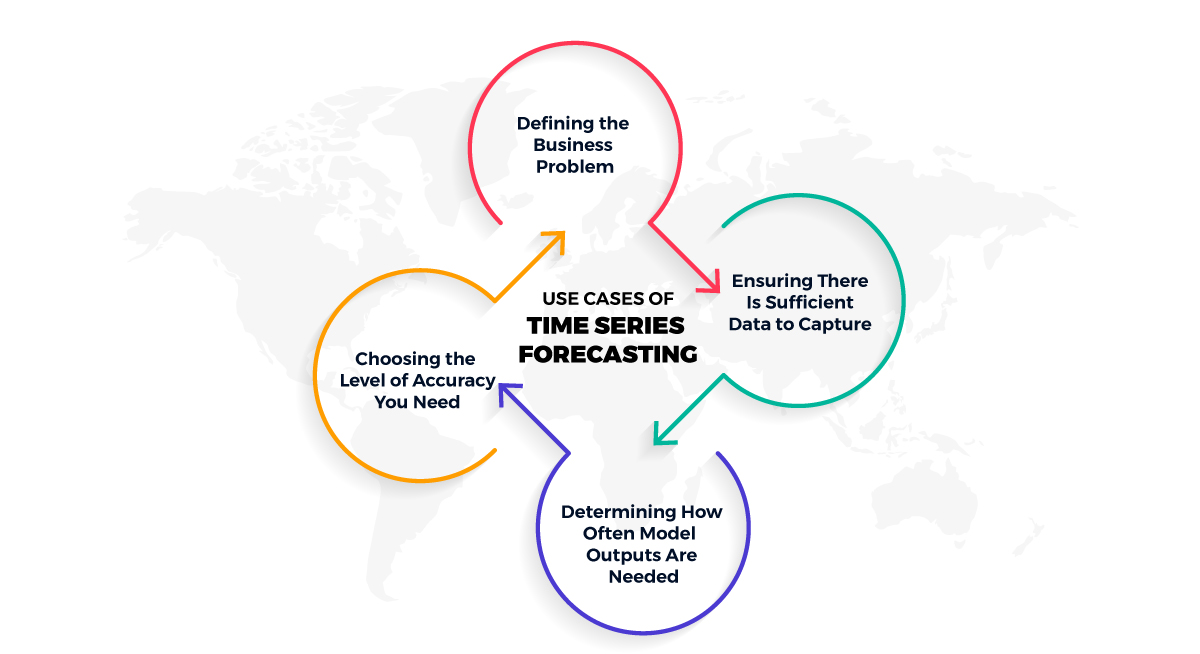 Defining the
Business
Problem
Ensuring There
Is Sufficient
Data to Capture
USE CASES OF
TIME SERIES
FORECASTING
Choosing the
Level of Accuracy
You Need
Determining How
Often Model
Outputs Are
Needed